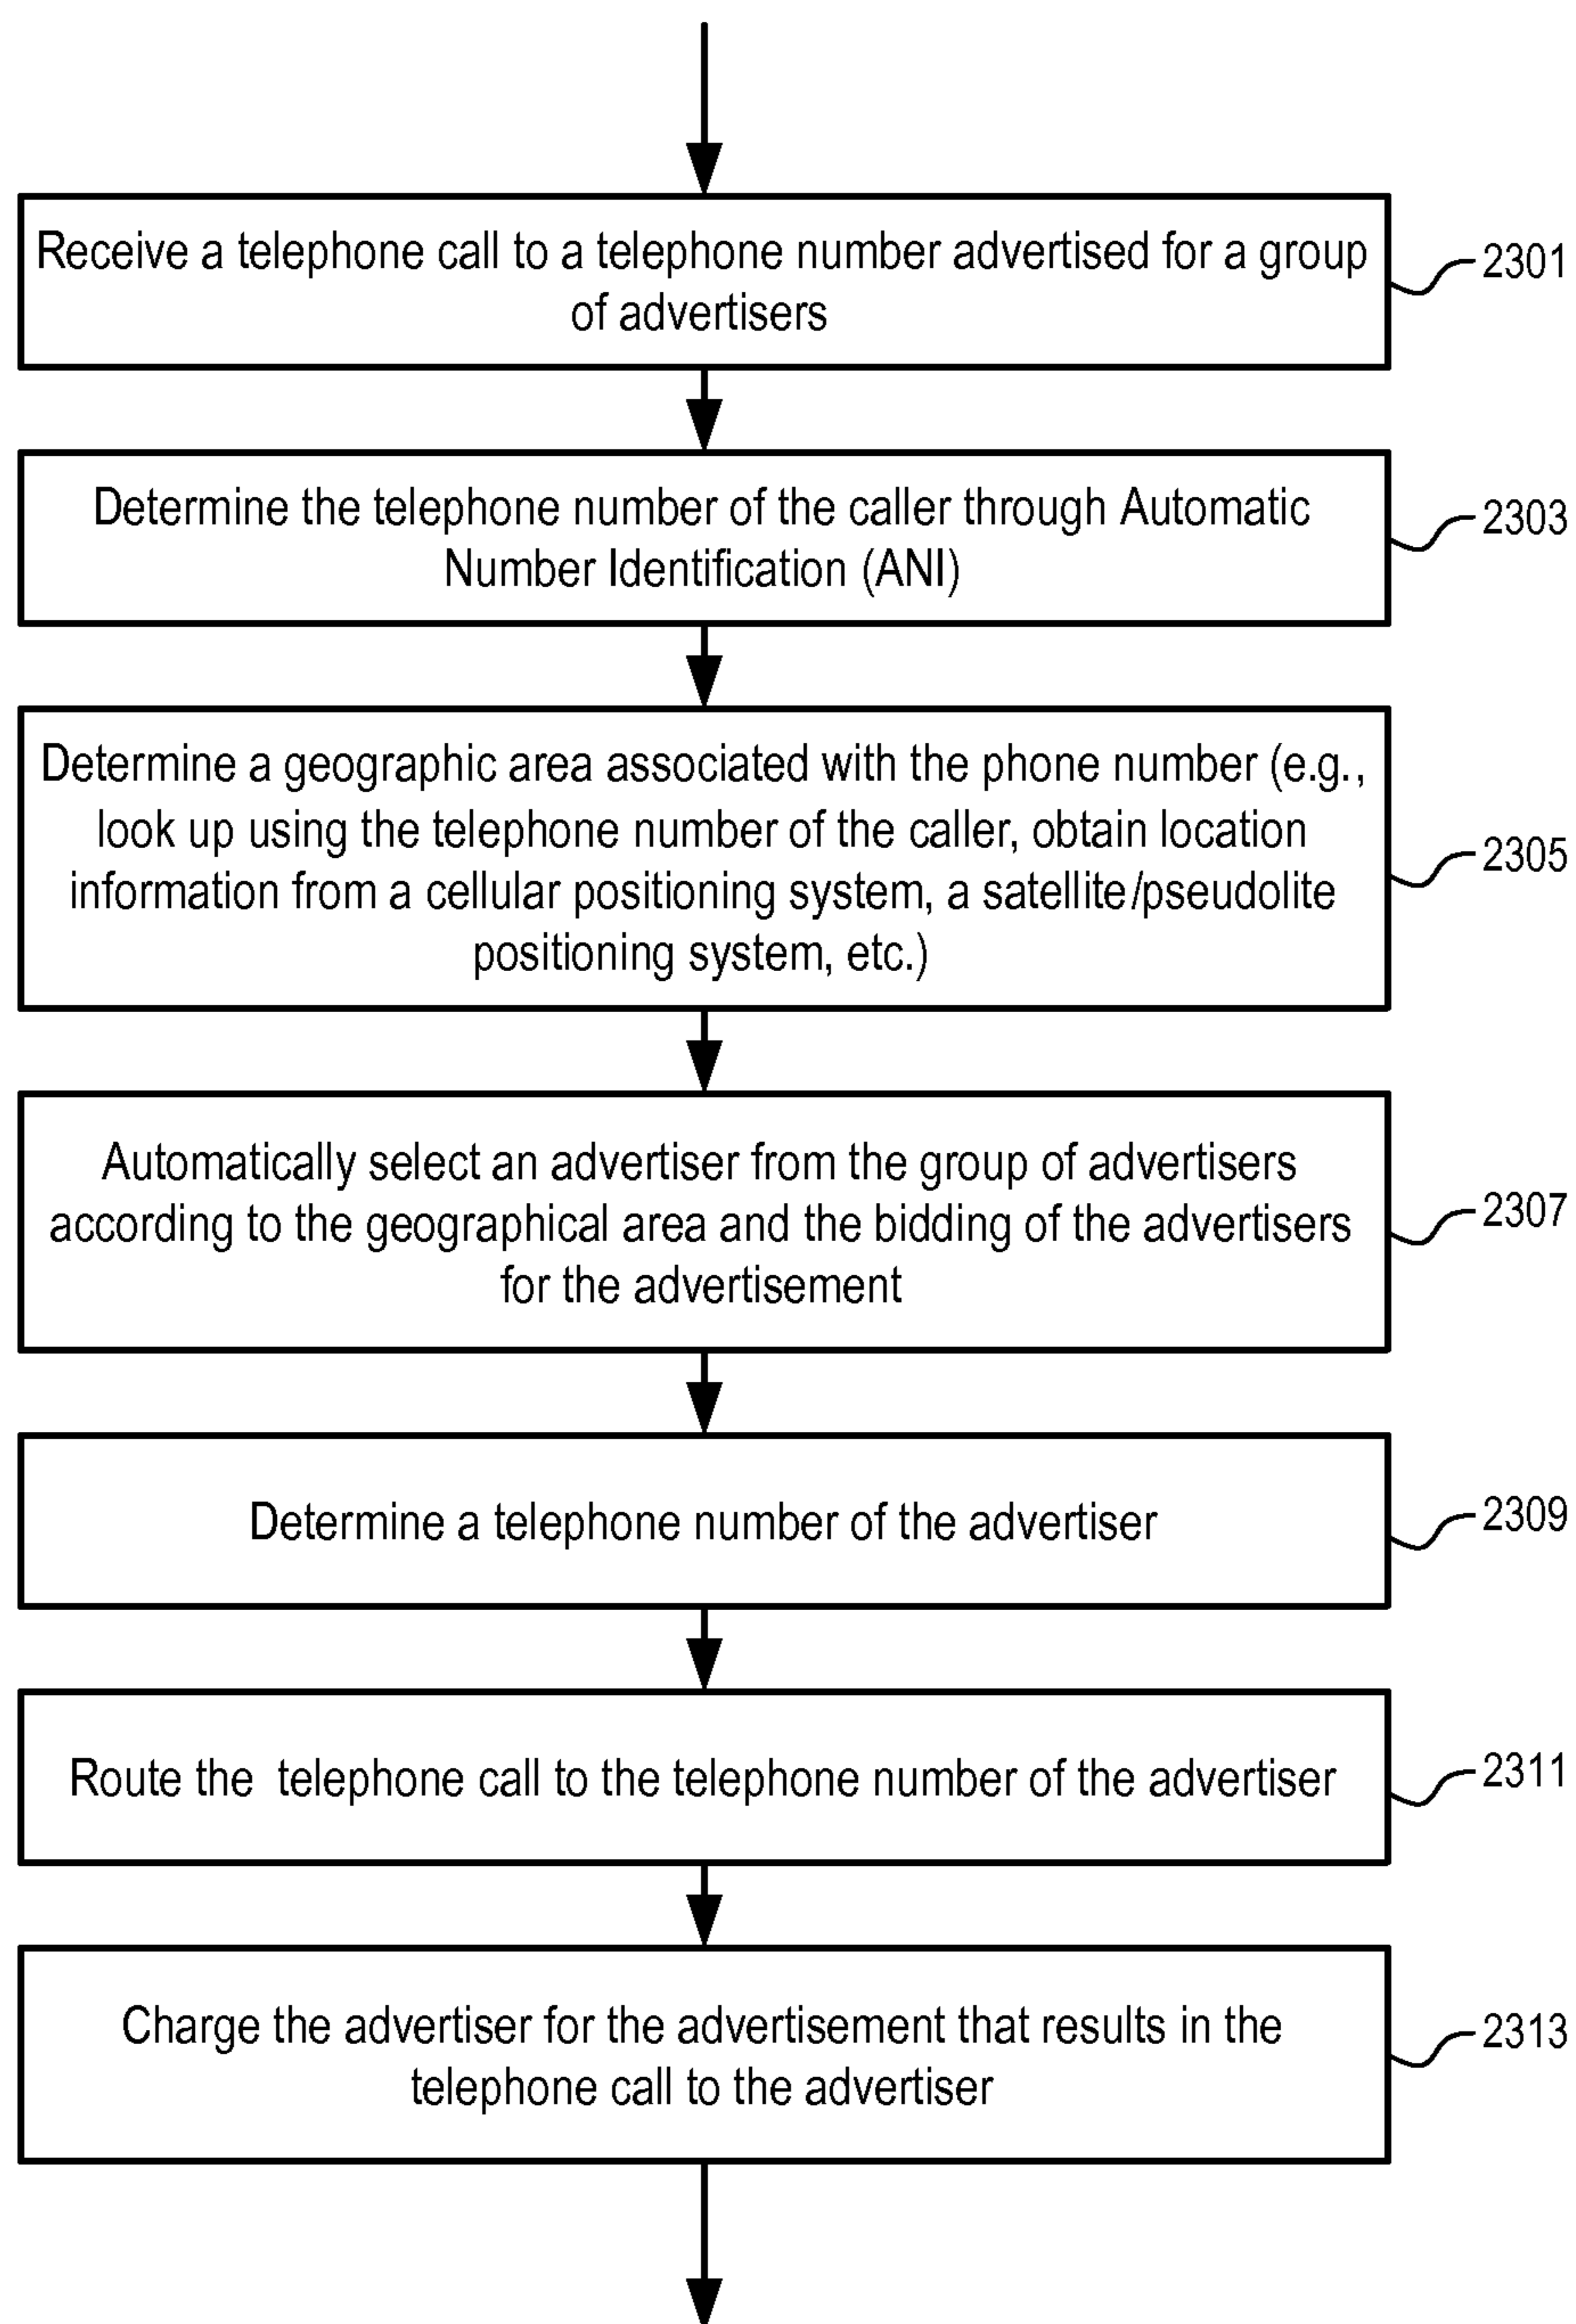 Receive a telephone call to a telephone number advertised for a group
of advertisers
2301
Determine the telephone number of the caller through Automatic
Number Identification (ANI)
2303
Determine a geographic area associated with the phone number (e.g.,
look up using the telephone number of the caller, obtain location
information from a cellular positioning system, a satellite/pseudolite
positioning system, etc.)
2305
Automatically select an advertiser from the group of advertisers
according to the geographical area and the bidding of the advertisers
for the advertisement
2307
Determine a telephone number of the advertiser
2309
Route the telephone call to the telephone number of the advertiser
2311
Charge the advertiser for the advertisement that results in the
telephone call to the advertiser
2313